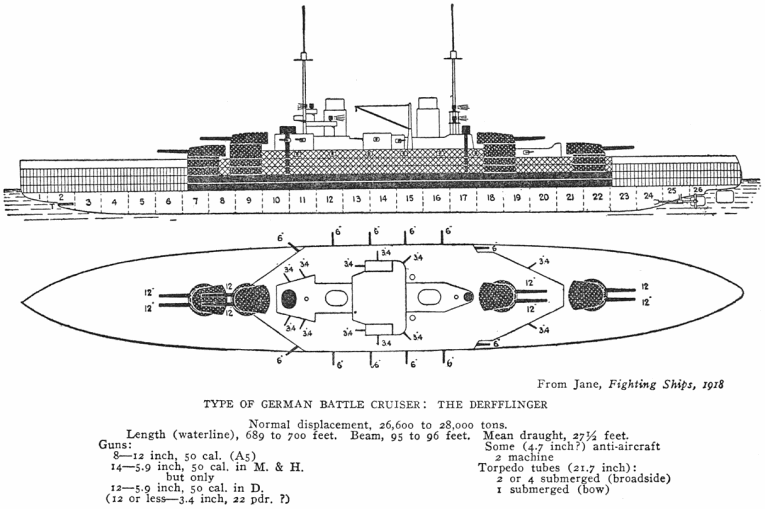 2 3 4 5 6 7 8 9 10 11 12 13 14 15 16 17 18 19 20 21 22 23 24 25 26
6" 6" 6" 6" 6" 6"
3.4 3.4 3.4
3.4 3.4 3.4 3.4
12" 12 12"
12" 12 12"
3.4 3.4 3.4 3.4
3.4 3.4
6" 6"
6" 6" 6" 6"
From Jane, Fighting Ships, 1918
TYPE OF GERMAN BATTLE CRUISER: THE DERFFLINGER
Normal displacement, 26,600 to 28,000 tons.
Length (waterline), 689 to 700 feet. Beam, 95 to 96 feet. Mean draught, 27½ feet.
Guns:
8—12 inch, 50 cal. (A5)
14—5.9 inch, 50 cal. in M. & H.
but only
12—5.9 inch, 50 cal. in D.
(12 or less—3.4 inch, 22 pdr. ?)
Some (4.7 inch?) anti-aircraft
2 machine
Torpedo tubes (21.7 inch):
2 or 4 submerged (broadside)
1 submerged (bow)